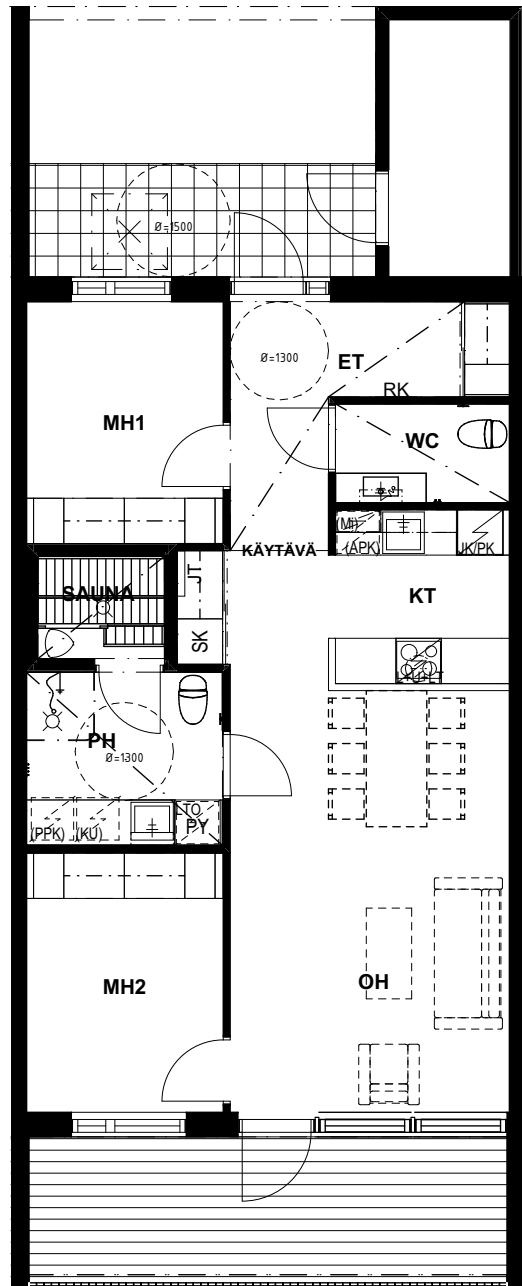 Ø=1500
Ø=1300
ET
RK
MH1
WC
(MI)
(APK)
JK/PK
KÄYTÄVÄ
JT
SAUNA
KT
SK
PH
Ø=1300
LTO
PY
(PPK) (KU)
MH2
OH